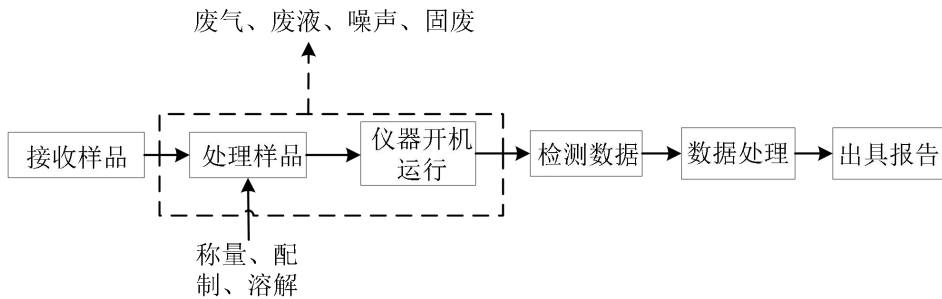 废气、废液、噪声、固废
接收样品
处理样品
仪器开机
运行
检测数据
数据处理
出具报告
称量、配
制、溶解